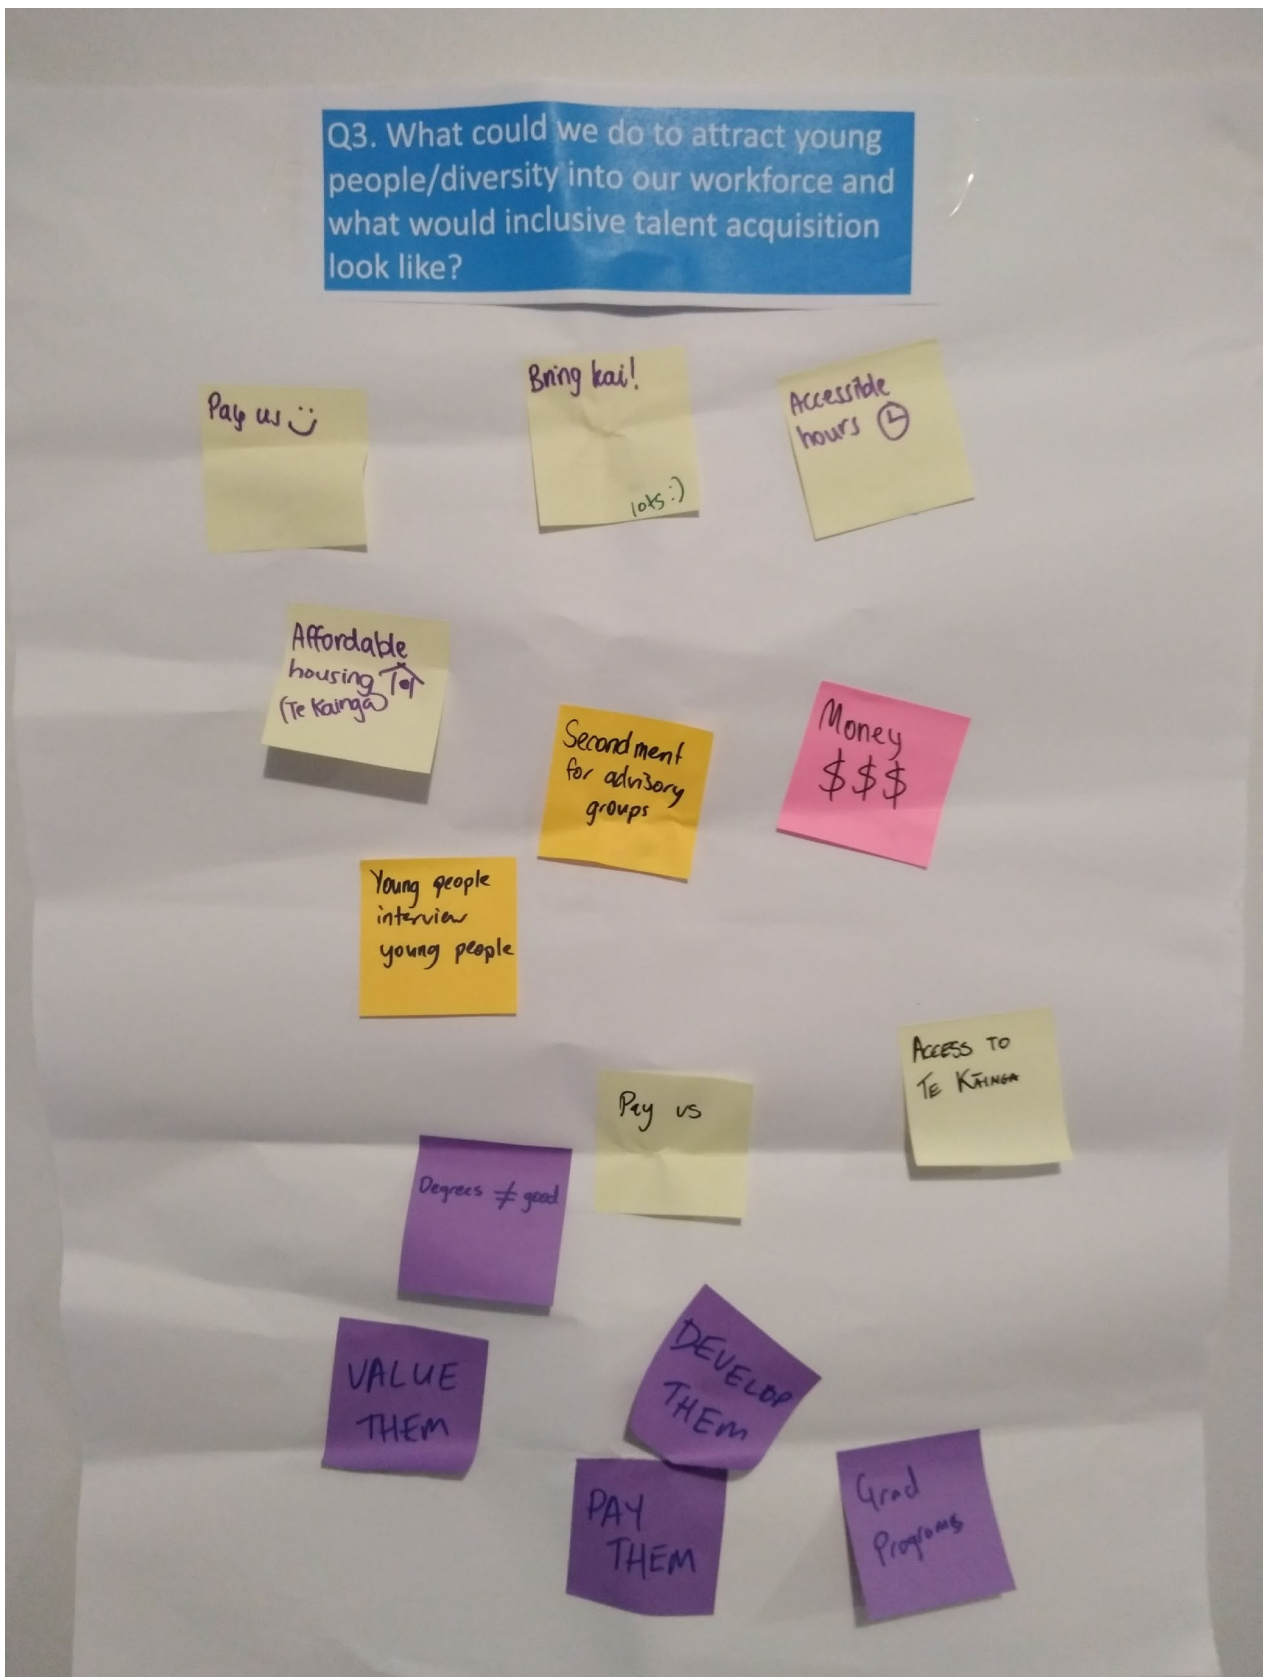 Q3. What could we do to attract young
people/diversity into our workforce and
what would inclusive talent acquisition
look like?
Pay us
Bring kai!
lots :)
Accessible
hours
Affordable
housing
(Te Kainga)
Secondment
for advisory
groups
Money
$$$
Young people
interview
young people
ACCESS TO
TE KĀINGA
Pay us
Degrees ≠ good
VALUE
THEM
DEVELOP
THEM
PAY
THEM
Grad
Programs